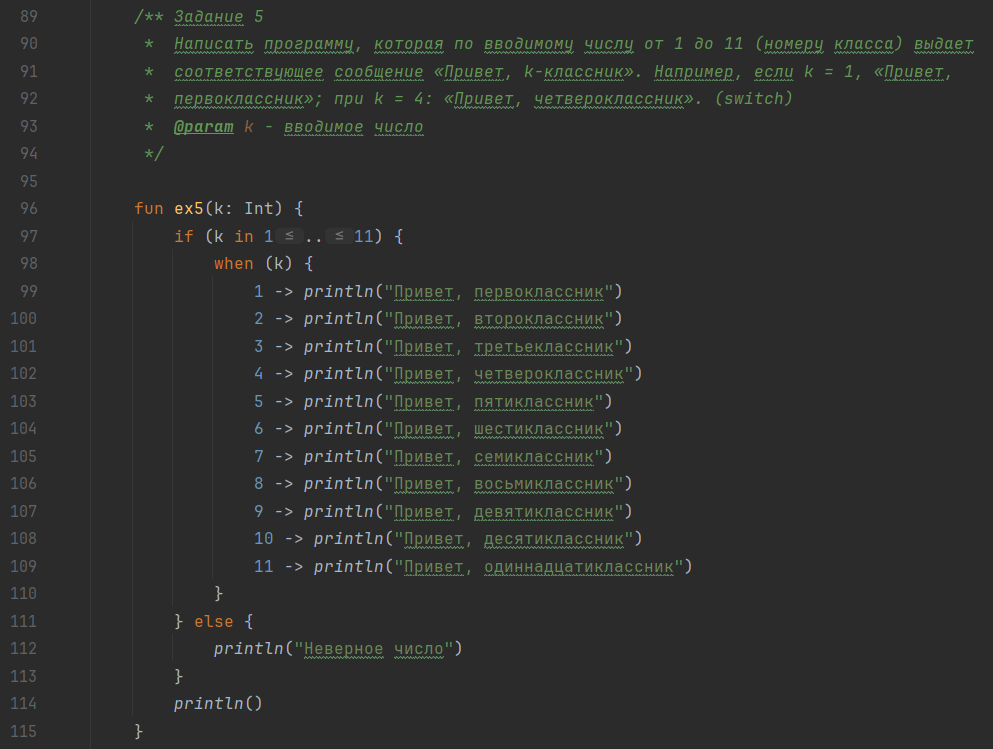 89 /** Задание 5
90 * Написать программу, которая по вводимому числу от 1 до 11 (номеру класса) выдает
91 * соответствующее сообщение «Привет, k-классник». Например, если k = 1, «Привет,
92 * первоклассник»; при k = 4: «Привет, четвероклассник». (switch)
93 * @param k - вводимое число
94 */
95
96 fun ex5(k: Int) {
97 if (k in 1 ≤ .. ≤ 11) {
98 when (k) {
99 1 -> println("Привет, первоклассник")
100 2 -> println("Привет, второклассник")
101 3 -> println("Привет, третьеклассник")
102 4 -> println("Привет, четвероклассник")
103 5 -> println("Привет, пятиклассник")
104 6 -> println("Привет, шестиклассник")
105 7 -> println("Привет, семиклассник")
106 8 -> println("Привет, восьмиклассник")
107 9 -> println("Привет, девятиклассник")
108 10 -> println("Привет, десятиклассник")
109 11 -> println("Привет, одиннадцатиклассник")
110 }
111 } else {
112 println("Неверное число")
113 }
114 println()
115 }